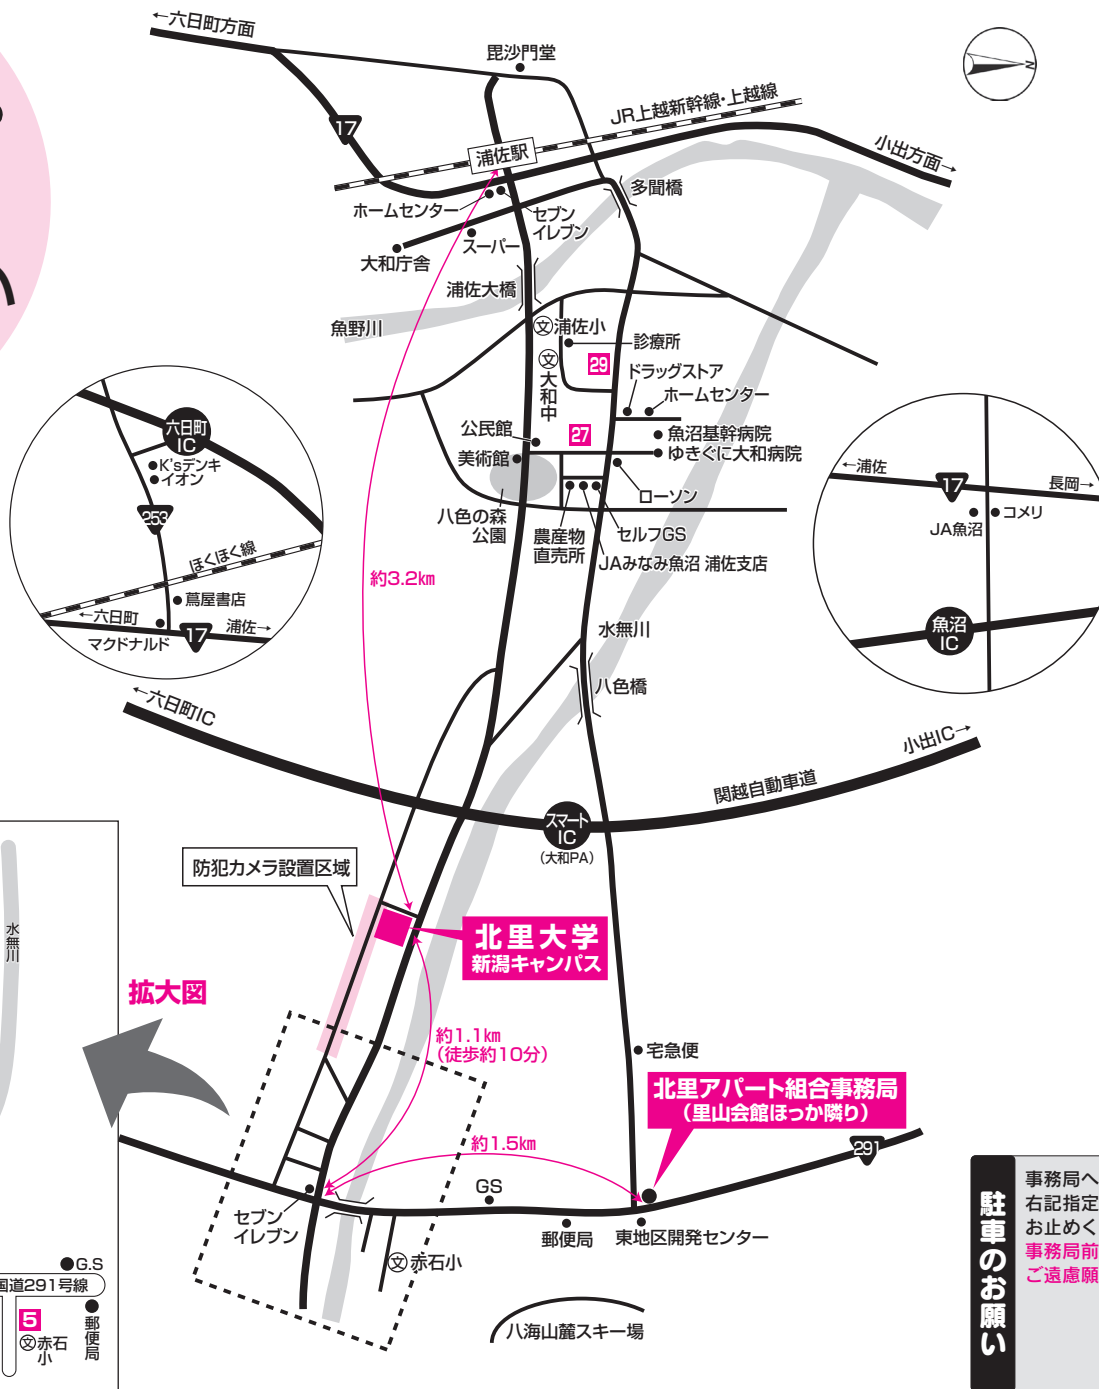 ←六日町方面
毘沙門堂
N
17
JR上越新幹線・上越線
浦佐駅
小出方面→
ホームセンター
セブン
イレブン
多聞橋
スーパー
大和庁舎
浦佐大橋
魚野川
文浦佐小
診療所
29
文大和中
ドラッグストア
ホームセンター
公民館
27
魚沼基幹病院
美術館
ゆきぐに大和病院
ローソン
八色の森
公園
農産物
直売所
セルフGS
JAみなみ魚沼 浦佐支店
六日町
IC
K'sデンキ
イオン
253
ほくほく線
蔦屋書店
←六日町
浦佐→
17
マクドナルド
←浦佐
17
長岡→
JA魚沼
コメリ
魚沼
IC
約3.2km
水無川
八色橋
←六日町IC
小出IC→
関越自動車道
スマート
IC
(大和PA)
防犯カメラ設置区域
北里大学
新潟キャンパス
水無川
拡大図
約1.1km
(徒歩約10分)
宅急便
北里アパート組合事務局
(里山会館ほっか隣り)
約1.5km
291
GS
セブン
イレブン
郵便局
東地区開発センター
文赤石小
八海山麓スキー場
G.S
国道291号線
5
郵便局
文赤石
小
駐車のお願い
事務局へ
右記指定
お止めく
事務局前
ご遠慮願